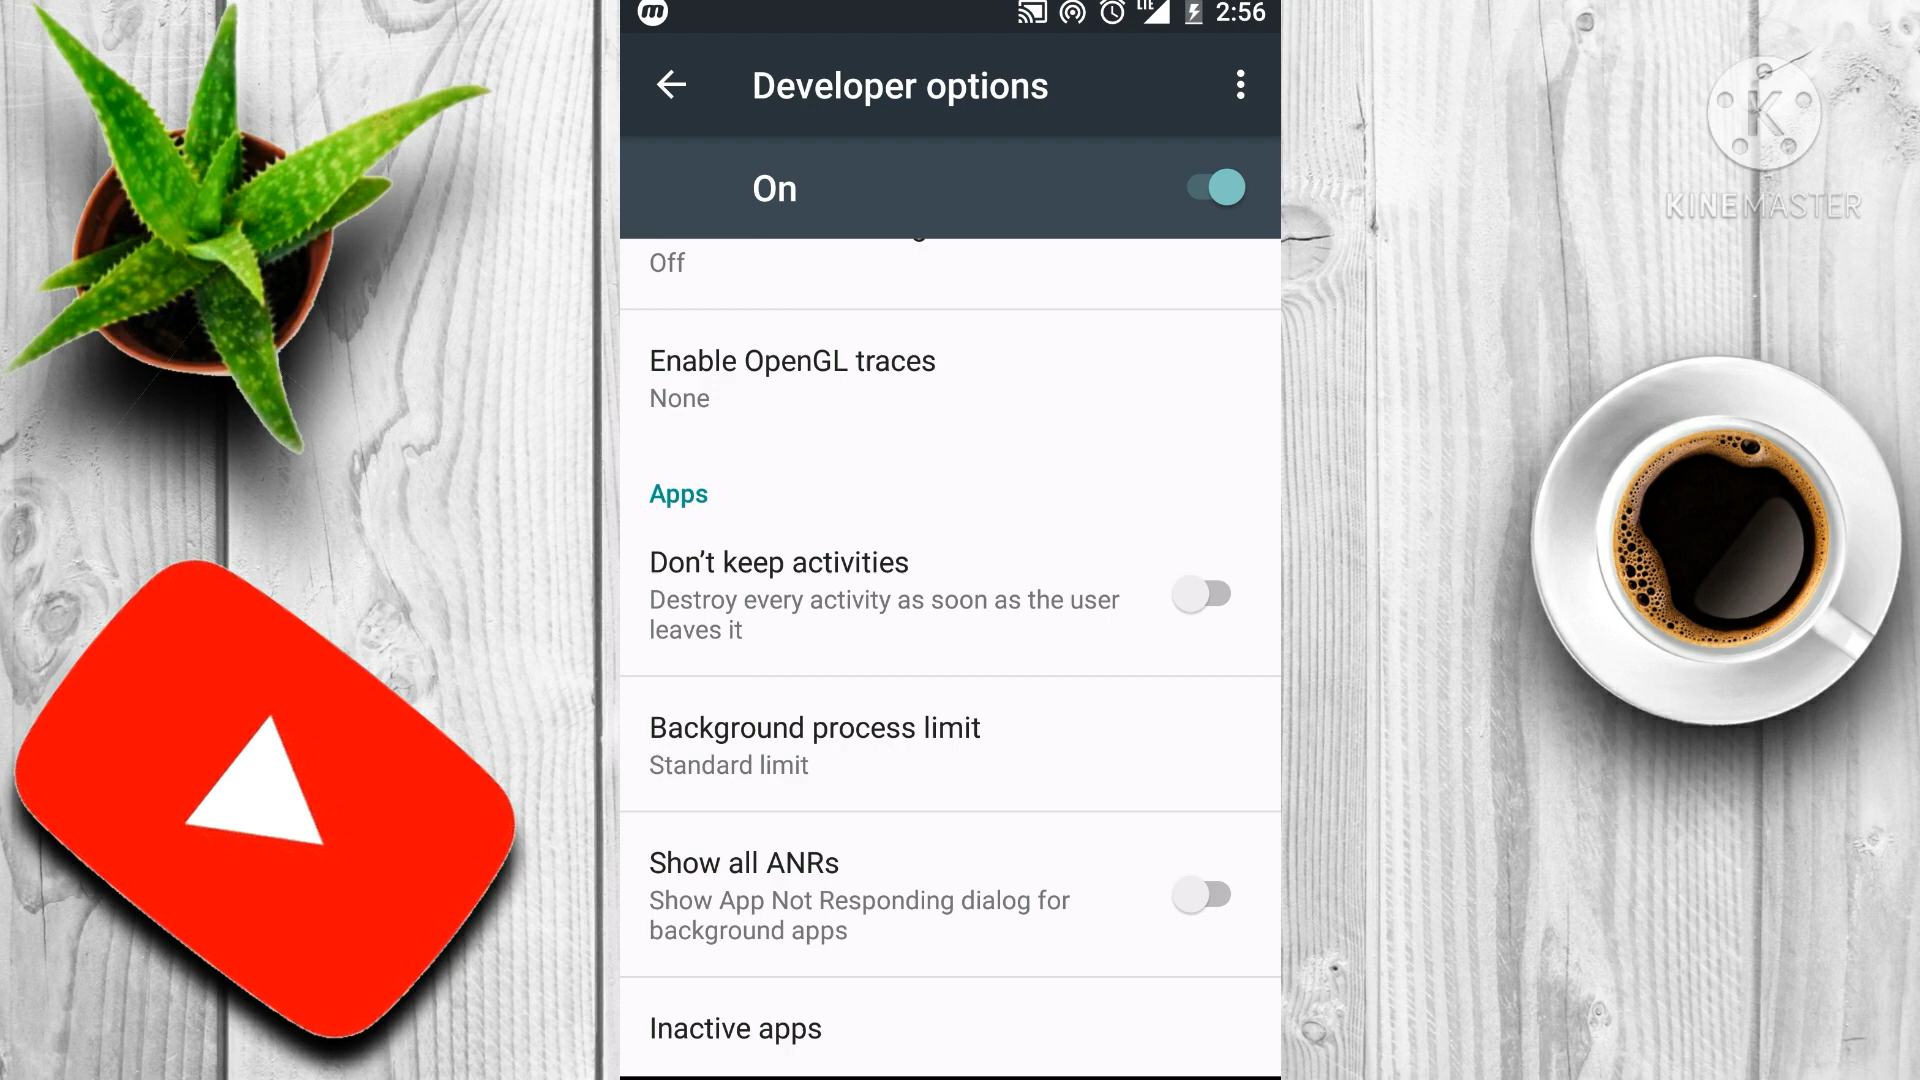 2:56
Developer options
On
Off
Enable OpenGL traces
None
Apps
Don't keep activities
Destroy every activity as soon as the user
leaves it
Background process limit
Standard limit
Show all ANRs
Show App Not Responding dialog for
background apps
Inactive apps
LTE
m
K
KINEMASTER